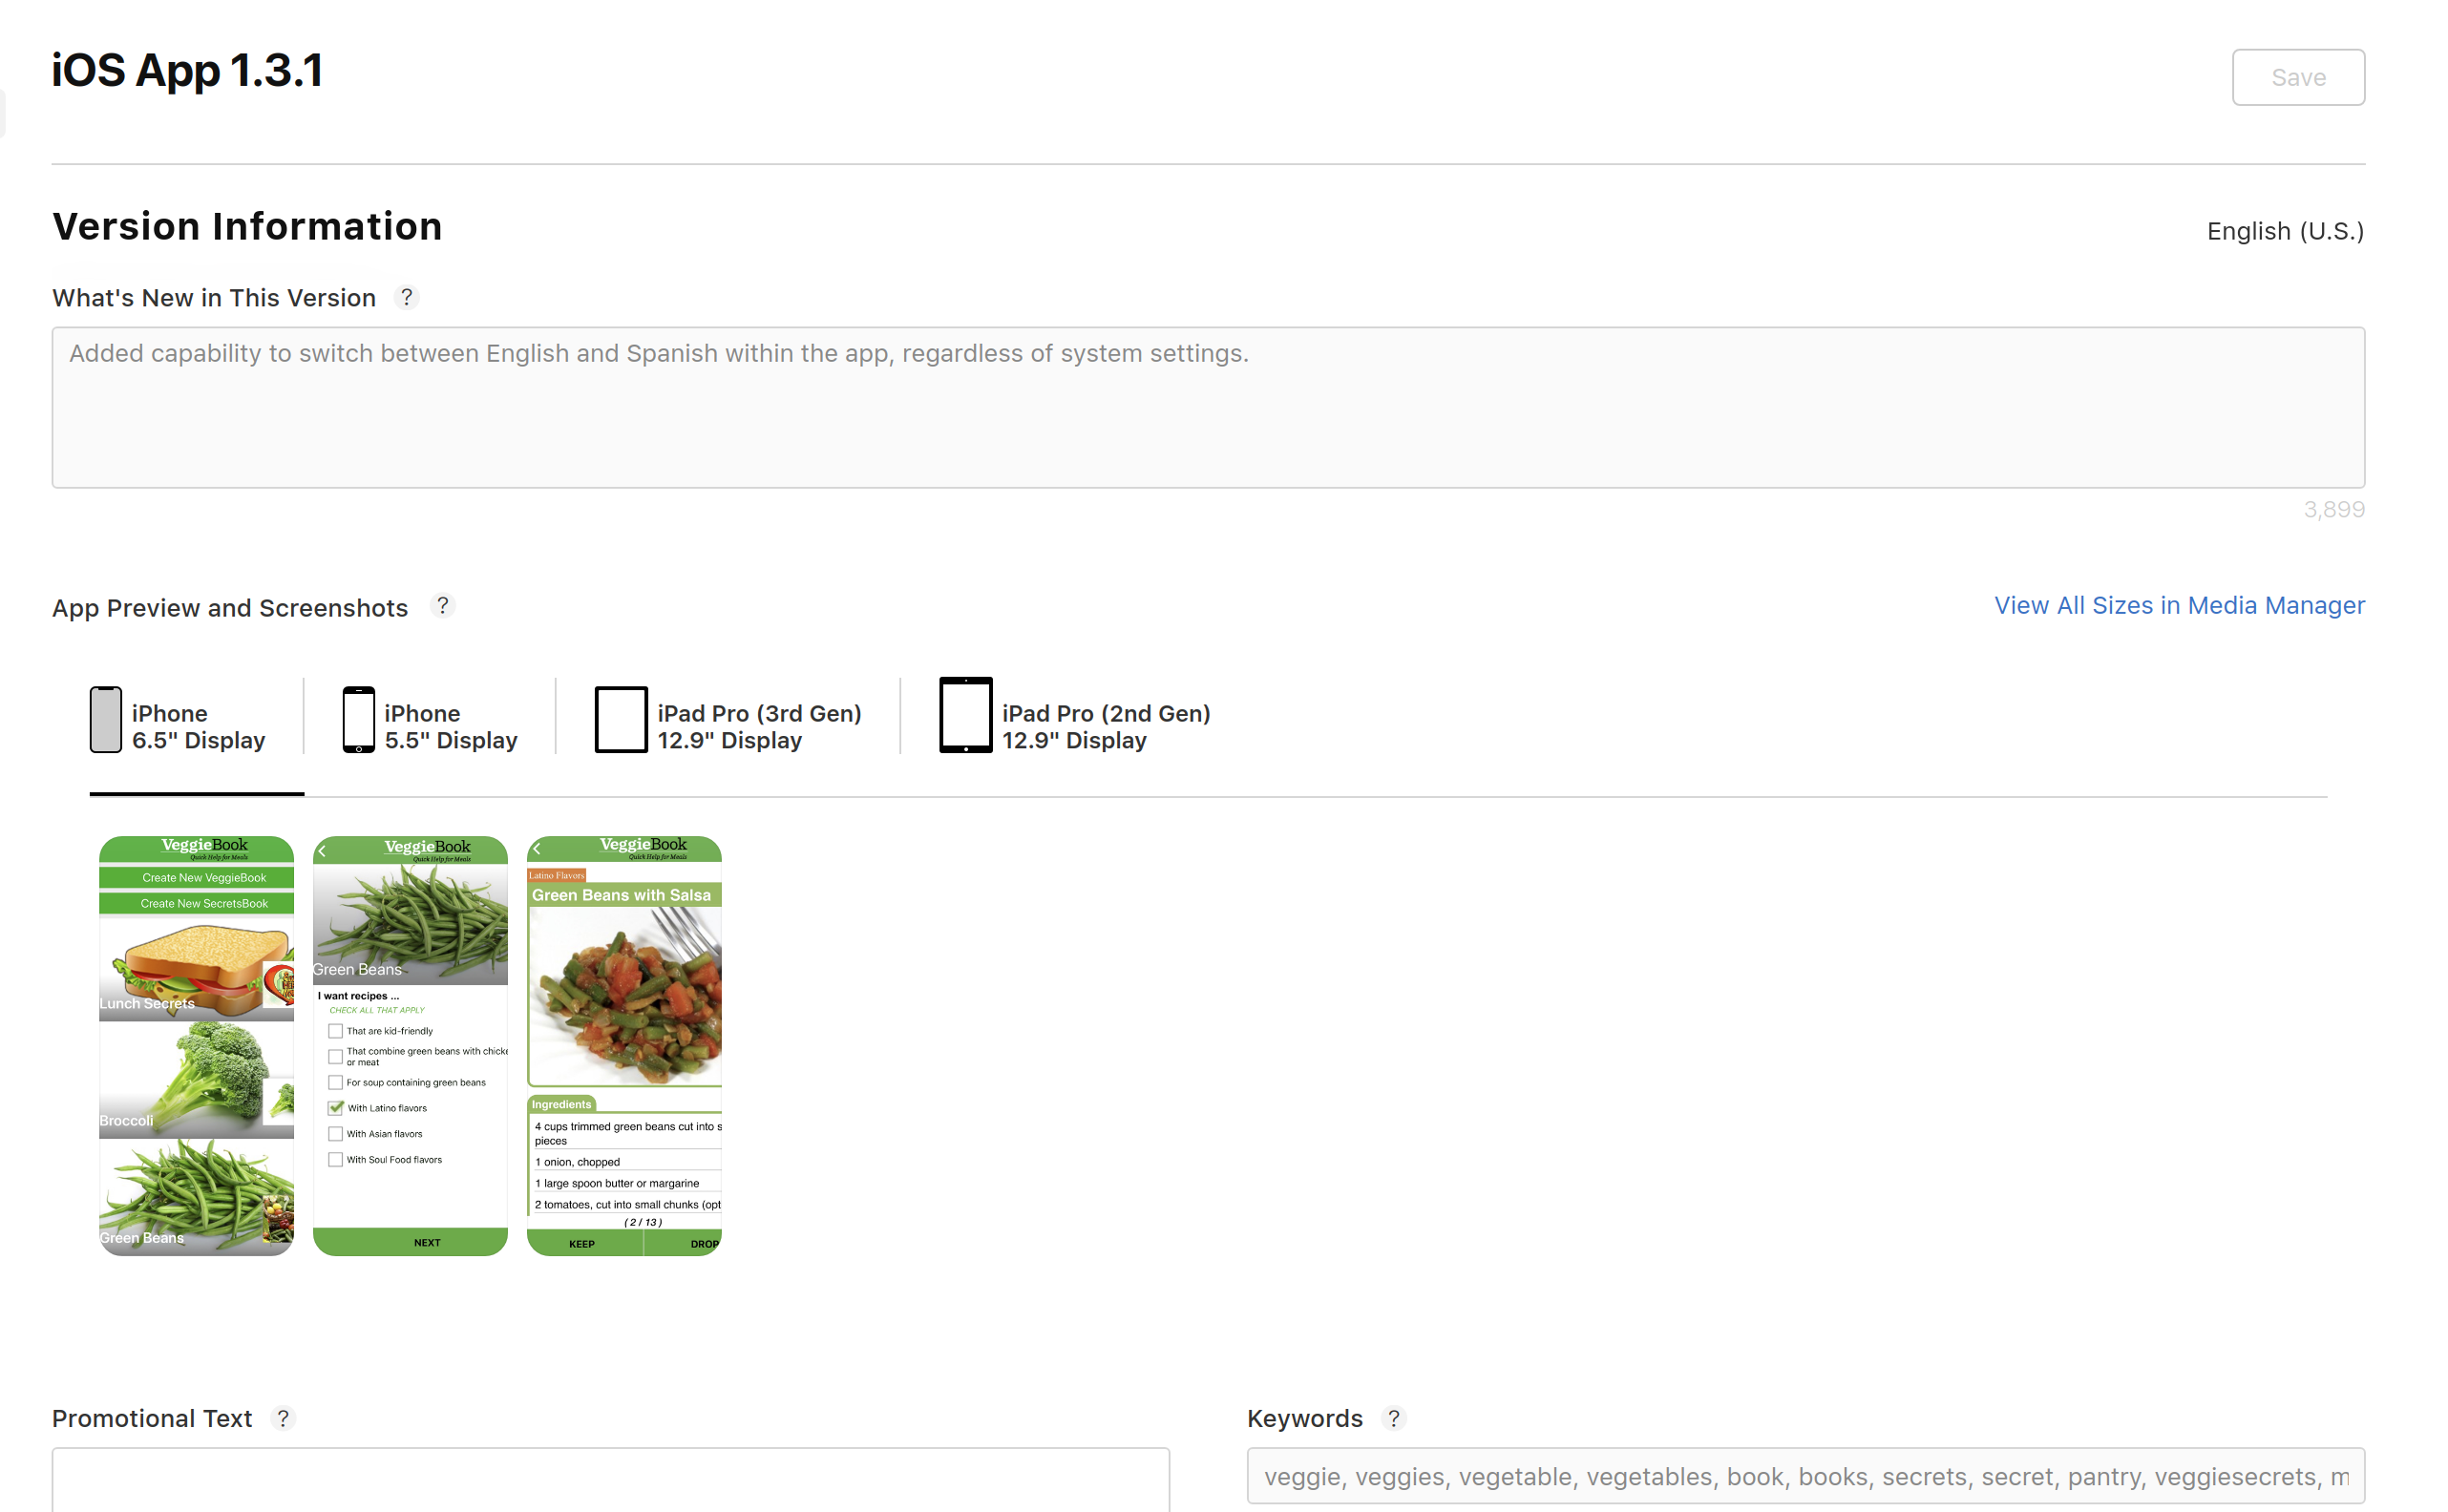 iOS App 1.3.1
Save
Version Information
English (U.S.)
What's New in This Version ?
Added capability to switch between English and Spanish within the app, regardless of system settings.
3,899
App Preview and Screenshots ?
View All Sizes in Media Manager
iPhone
6.5" Display
iPhone
5.5" Display
iPad Pro (3rd Gen)
12.9" Display
iPad Pro (2nd Gen)
12.9" Display
VeggieBook
Quick Help for Meals
Create New VeggieBook
Create New SecretsBook
Lunch Secrets
Broccoli
Green Beans
VeggieBook
Quick Help for Meals
Green Beans
I want recipes ...
CHECK ALL THAT APPLY
That are kid-friendly
That combine green beans with chicke
or meat
For soup containing green beans
With Latino flavors
With Asian flavors
With Soul Food flavors
NEXT
VeggieBook
Quick Help for Meals
Latino Flavors
Green Beans with Salsa
Ingredients
4 cups trimmed green beans cut into s
pieces
1 onion, chopped
1 large spoon butter or margarine
2 tomatoes, cut into small chunks (opt
( 2 / 13 )
KEEP
DROP
Promotional Text ?
Keywords ?
veggie, veggies, vegetable, vegetables, book, books, secrets, secret, pantry, veggiesecrets, m